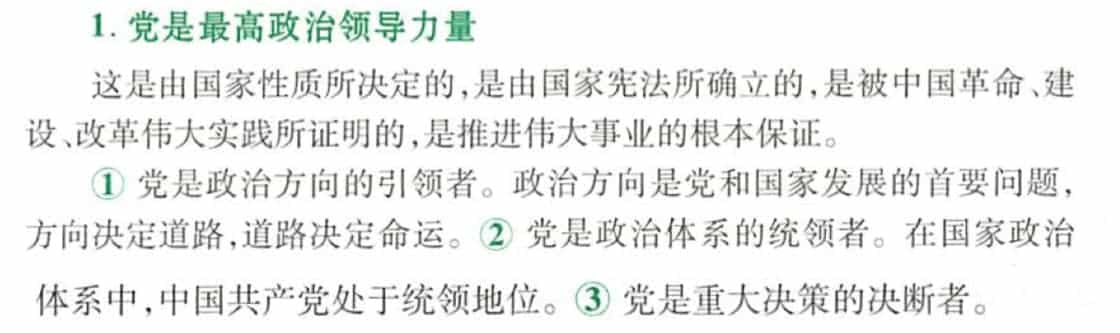 1. 党是最高政治领导力量
这是由国家性质所决定的,是由国家宪法所确立的,是被中国革命、建
设、改革伟大实践所证明的,是推进伟大事业的根本保证。
① 党是政治方向的引领者。政治方向是党和国家发展的首要问题,
方向决定道路,道路决定命运。② 党是政治体系的统领者。在国家政治
体系中,中国共产党处于统领地位。③ 党是重大决策的决断者。